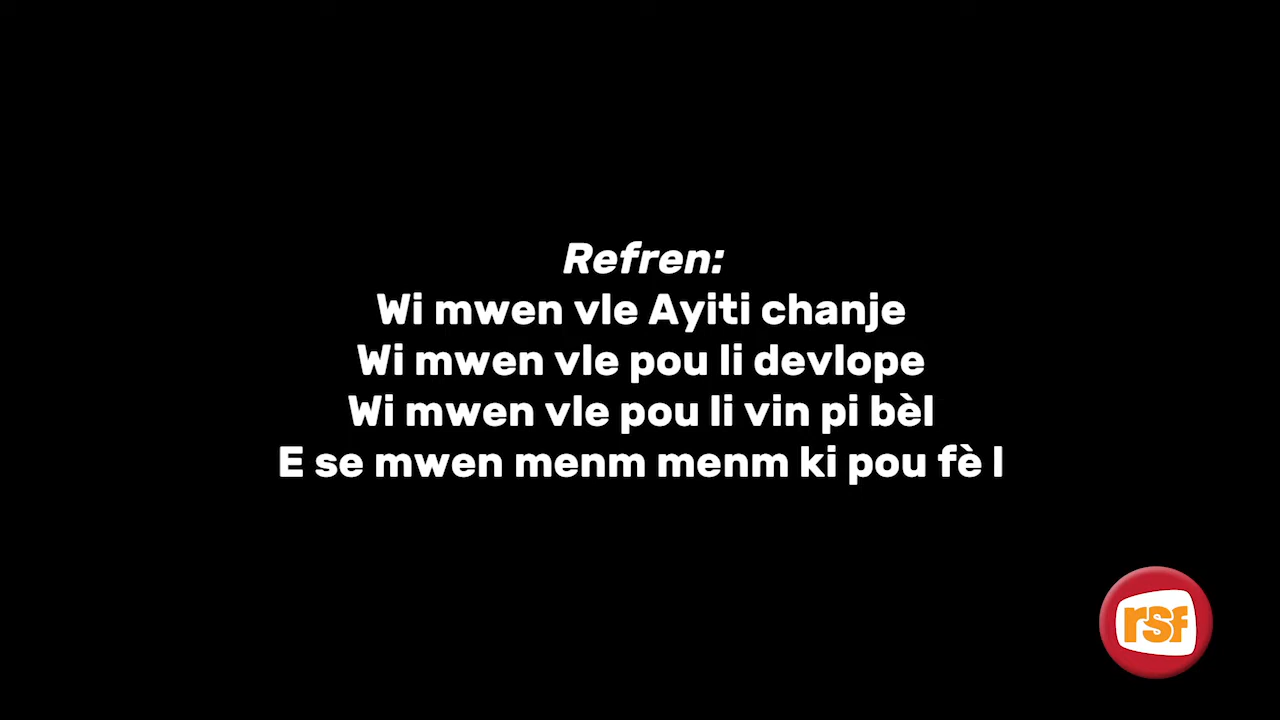 Refren:
Wi mwen vle Ayiti chanje
Wi mwen vle pou li devlope
Wi mwen vle pou li vin pi bèl
E se mwen menm menm ki pou fè l
rsf